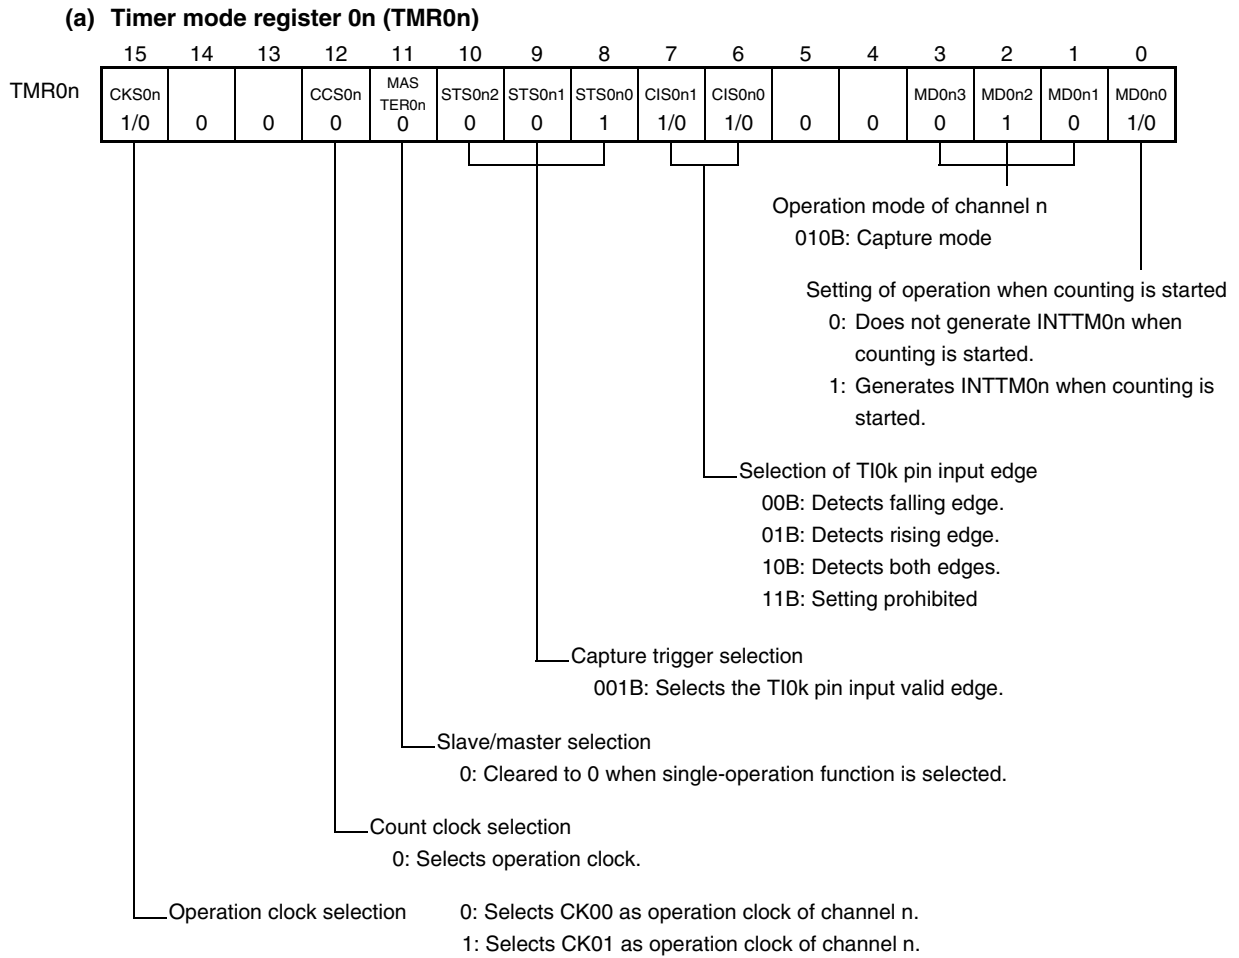 (a) Timer mode register 0n (TMR0n)
15 14 13 12 11 10 9 8 7 6 5 4 3 2 1 0
TMR0n
CKS0n CCS0n MAS TER0n STS0n2 STS0n1 STS0n0 CIS0n1 CIS0n0 MD0n3 MD0n2 MD0n1 MD0n0
1/0 0 0 0 0 0 0 1 1/0 1/0 0 0 0 1 0 1/0
Operation mode of channel n
010B: Capture mode
Setting of operation when counting is started
0: Does not generate INTTM0n when
counting is started.
1: Generates INTTM0n when counting is
started.
Selection of TI0k pin input edge
00B: Detects falling edge.
01B: Detects rising edge.
10B: Detects both edges.
11B: Setting prohibited
Capture trigger selection
001B: Selects the TI0k pin input valid edge.
Slave/master selection
0: Cleared to 0 when single-operation function is selected.
Count clock selection
0: Selects operation clock.
Operation clock selection 0: Selects CK00 as operation clock of channel n.
1: Selects CK01 as operation clock of channel n.